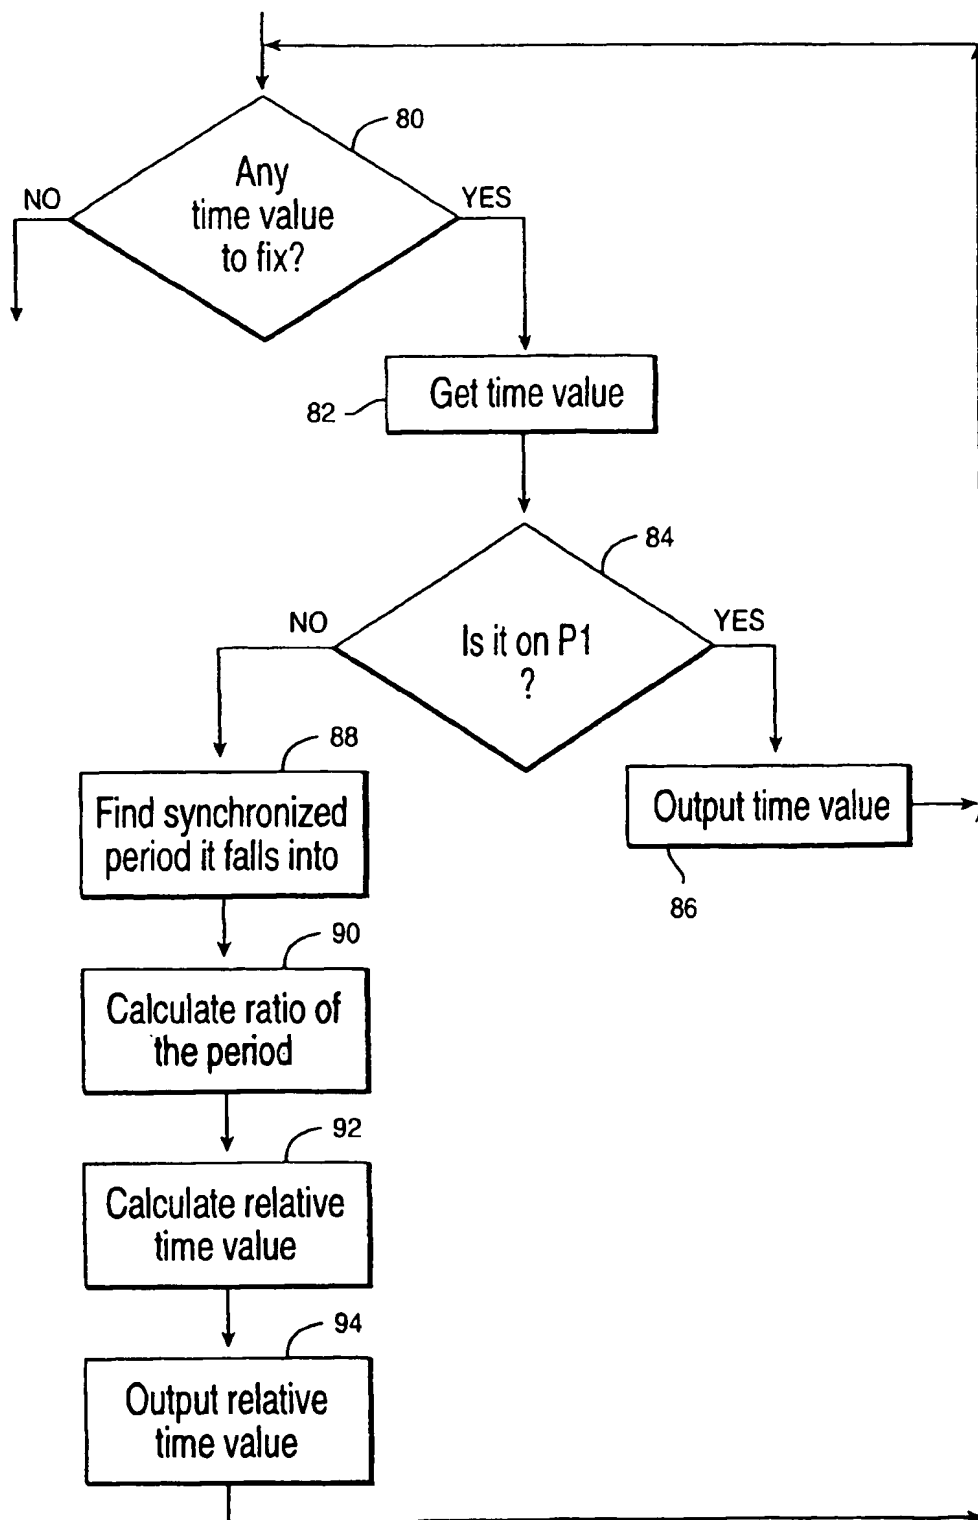 80
Any
time value
to fix?
NO
YES
Get time value
82
84
Is it on P1
?
NO
YES
88
Find synchronized
period it falls into
Output time value
86
90
Calculate ratio of
the period
92
Calculate relative
time value
94
Output relative
time value